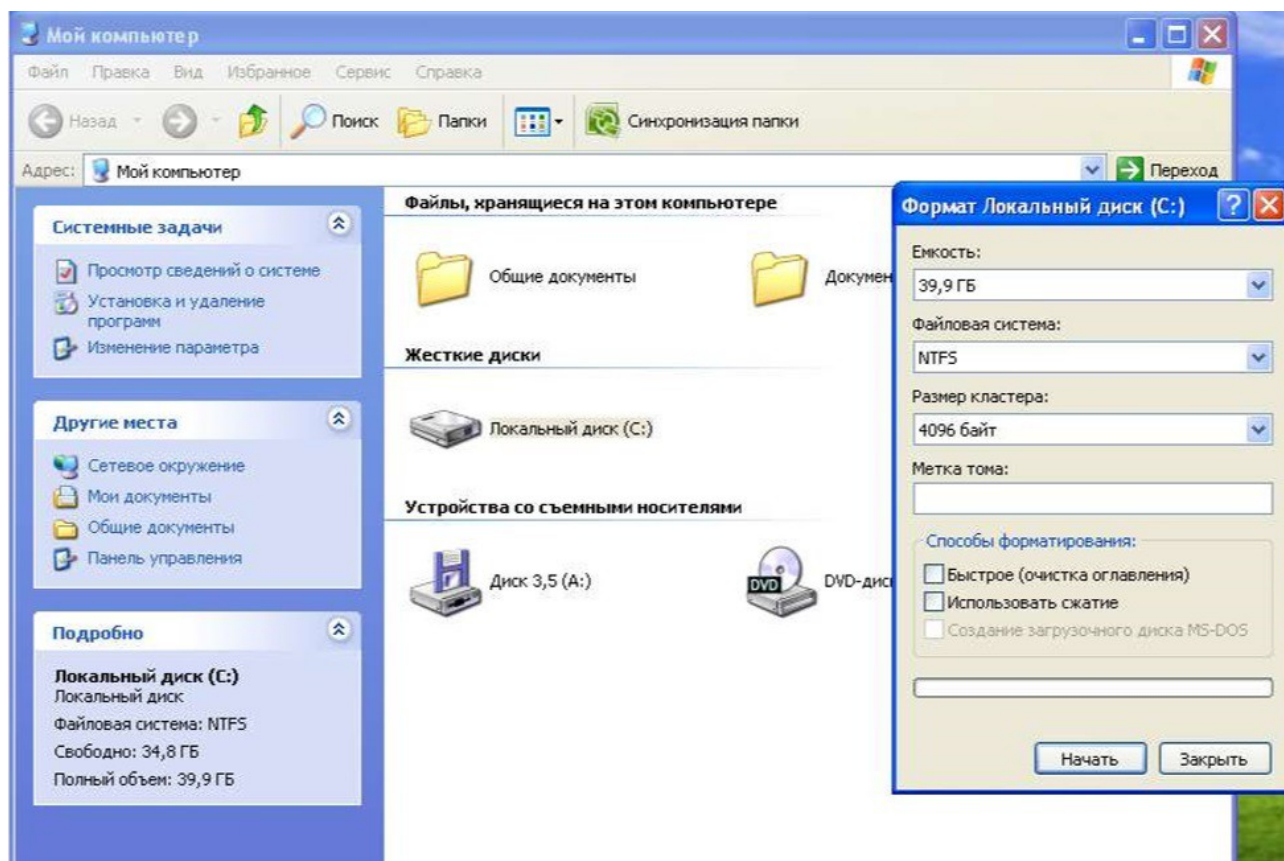 Мой компьютер
Файл Правка Вид Избранное Сервис Справка
Назад Поиск Папки Синхронизация папки
Адрес: Мой компьютер Переход
Системные задачи
Просмотр сведений о системе
Установка и удаление
программ
Изменение параметра
Другие места
Сетевое окружение
Мои документы
Общие документы
Панель управления
Подробно
Локальный диск (C:)
Локальный диск
Файловая система: NTFS
Свободно: 34,8 ГБ
Полный объем: 39,9 ГБ
Файлы, хранящиеся на этом компьютере
Общие документы
Жесткие диски
Локальный диск (C:)
Устройства со съемными носителями
Диск 3,5 (A:)
DVD
Формат Локальный диск (C:)
Емкость:
39,9 ГБ
Файловая система:
NTFS
Размер кластера:
4096 байт
Метка тома:
Способы форматирования:
Быстрое (очистка оглавления)
Использовать сжатие
Создание загрузочного диска MS-DOS
Начать Закрыть